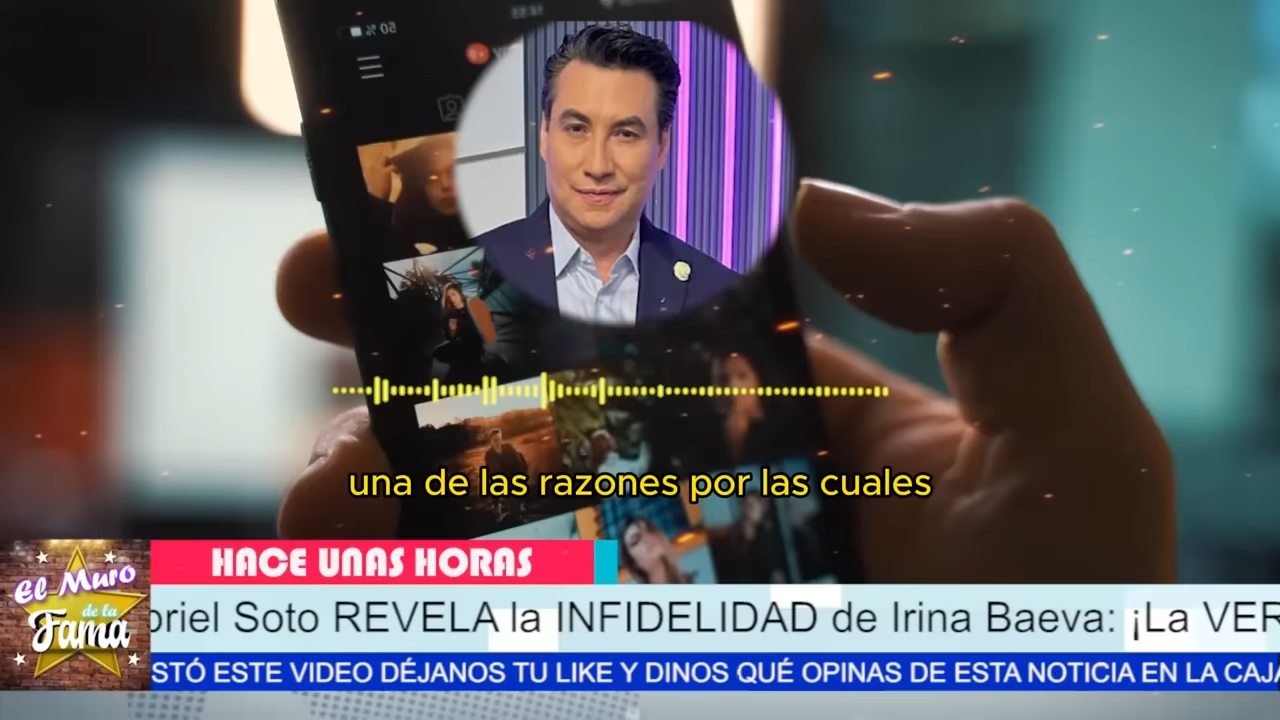 una de las razones por las cuales
El Muro
de la
Fama
HACE UNAS HORAS
briel Soto REVELA la INFIDELIDAD de Irina Baeva: ¡La VER
STÓ ESTE VIDEO DÉJANOS TU LIKE Y DINOS QUÉ OPINAS DE ESTA NOTICIA EN LA CAJA